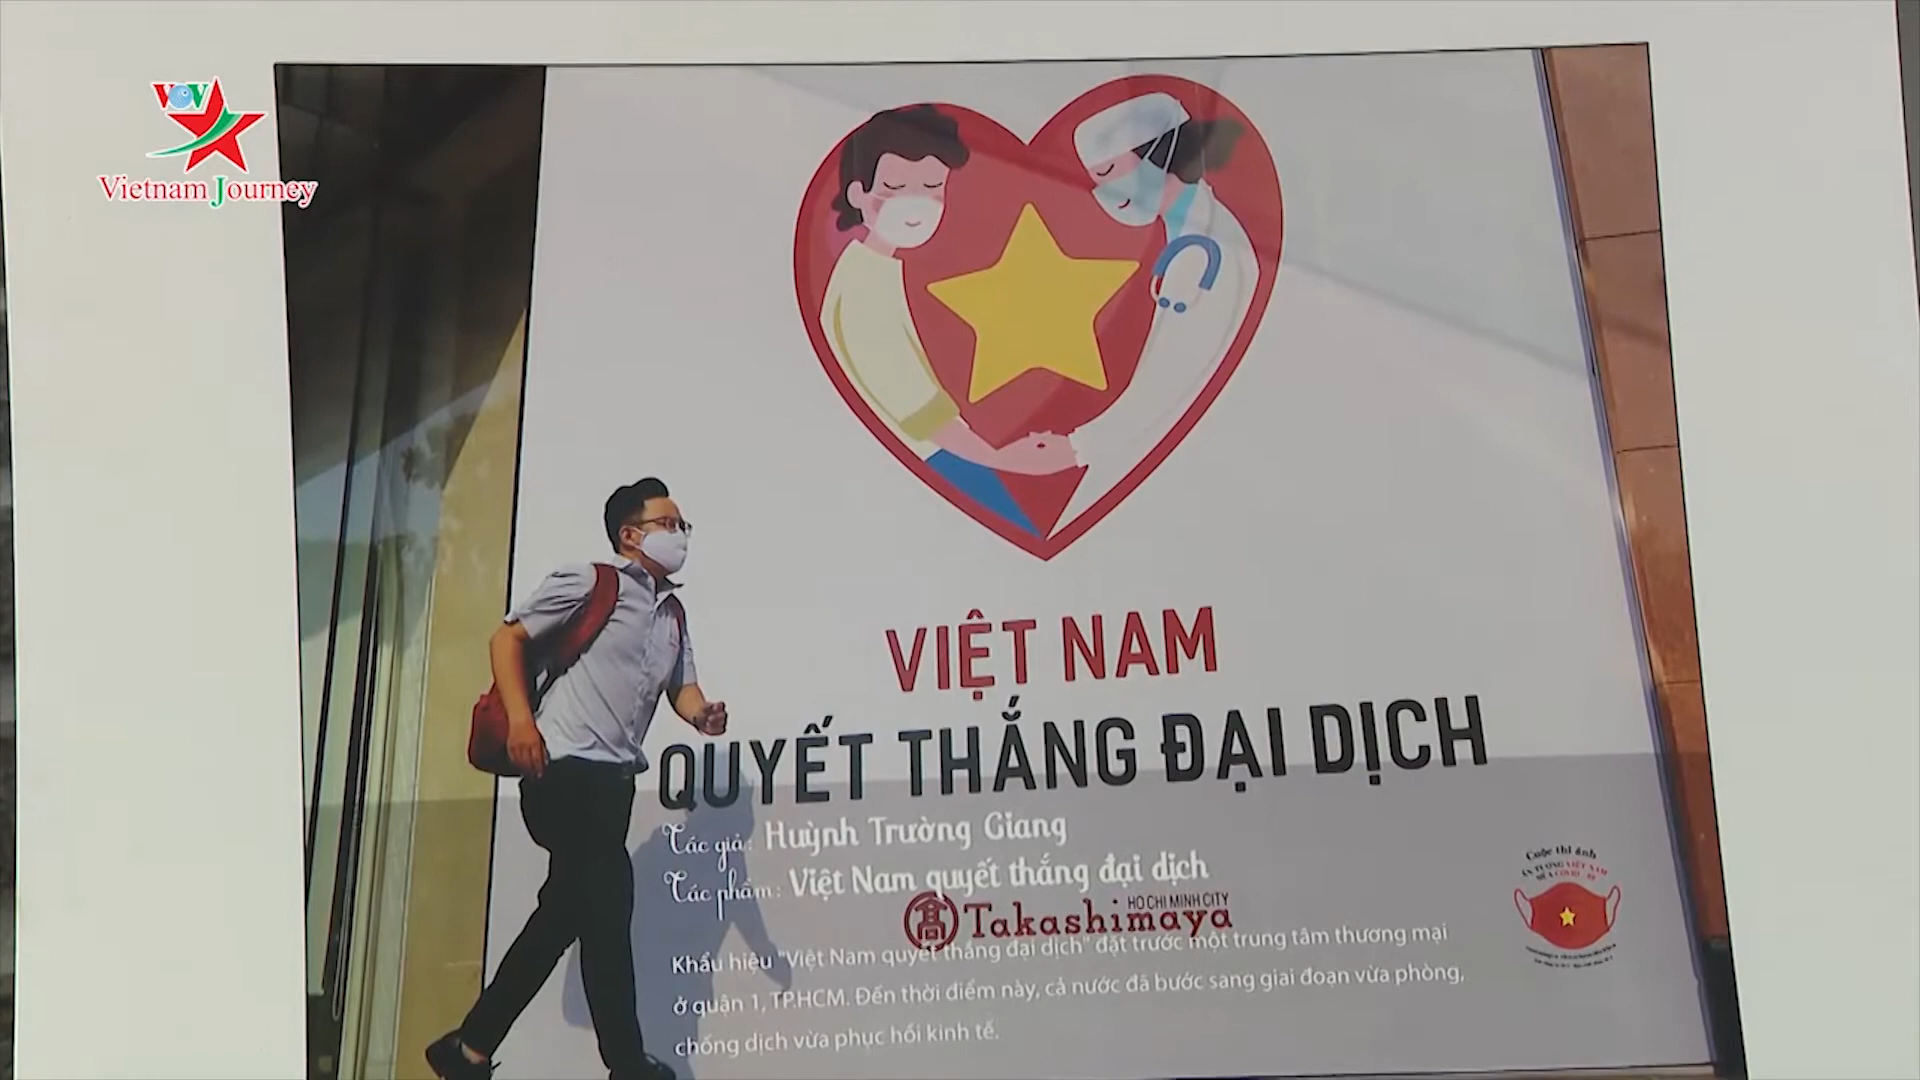 VOV
Vietnam Journey
VIỆT NAM
QUYẾT THẮNG ĐẠI DỊCH
Tác giả: Huỳnh Trường Giang
Tác phẩm: Việt Nam quyết thắng đại dịch
HO CHI MINH CITY
髙 Takashimaya
Khẩu hiệu "Việt Nam quyết thắng đại dịch" đặt trước một trung tâm thương mại
ở quận 1, TP.HCM. Đến thời điểm này, cả nước đã bước sang giai đoạn vừa phòng,
chống dịch vừa phục hồi kinh tế.
Cuộc thi ảnh